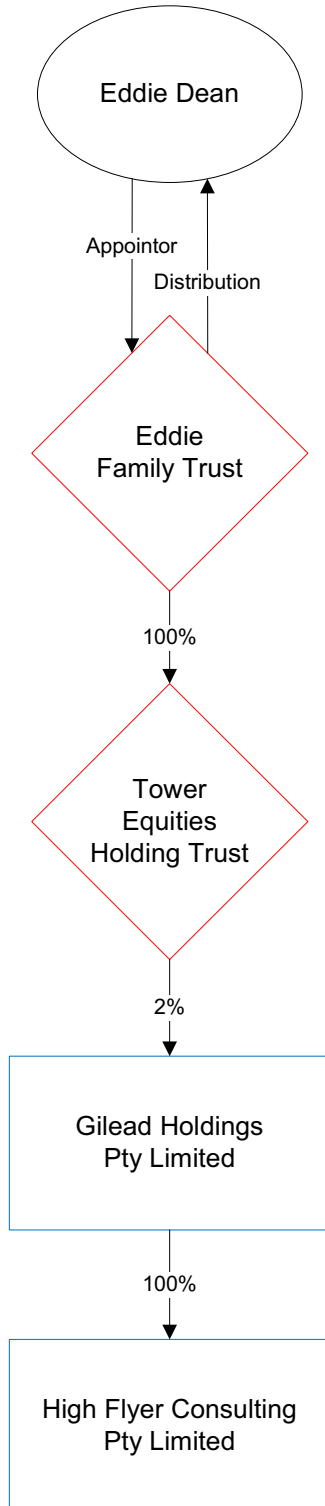 Eddie Dean
Appointor
Distribution
Eddie
Family Trust
100%
Tower
Equities
Holding Trust
2%
Gilead Holdings
Pty Limited
100%
High Flyer Consulting
Pty Limited